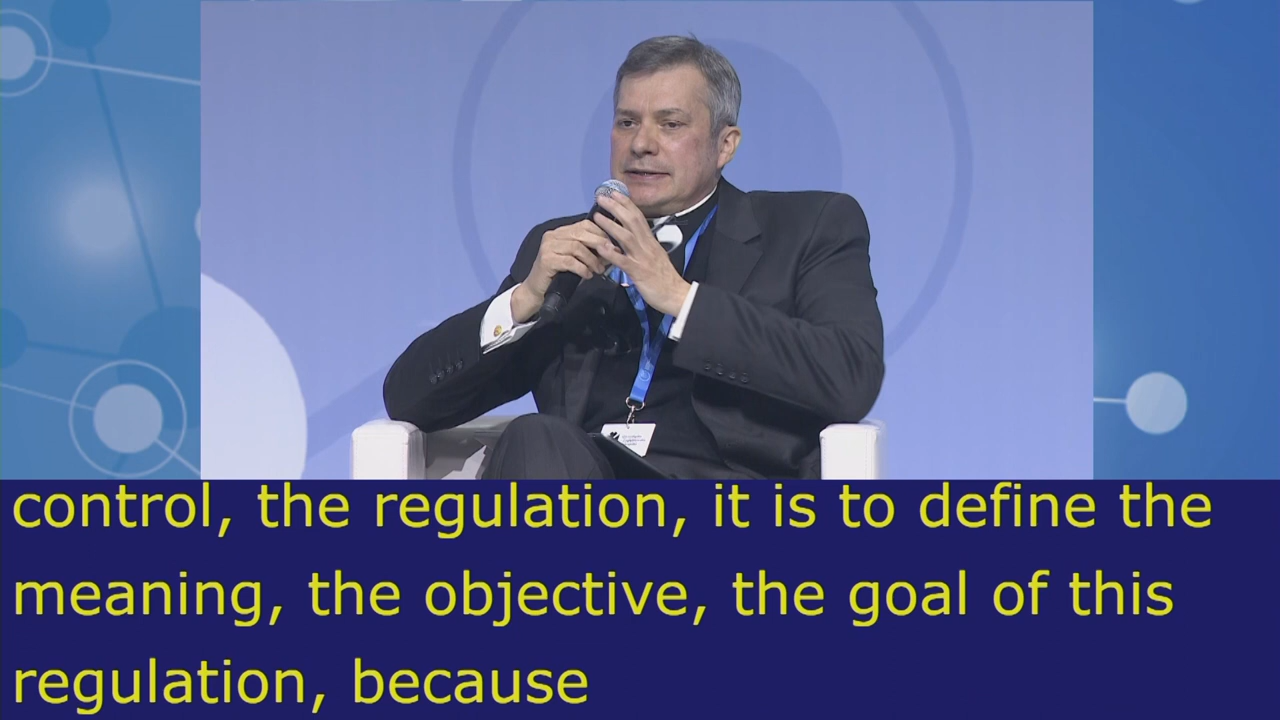 control, the regulation, it is to define the
meaning, the objective, the goal of this
regulation, because